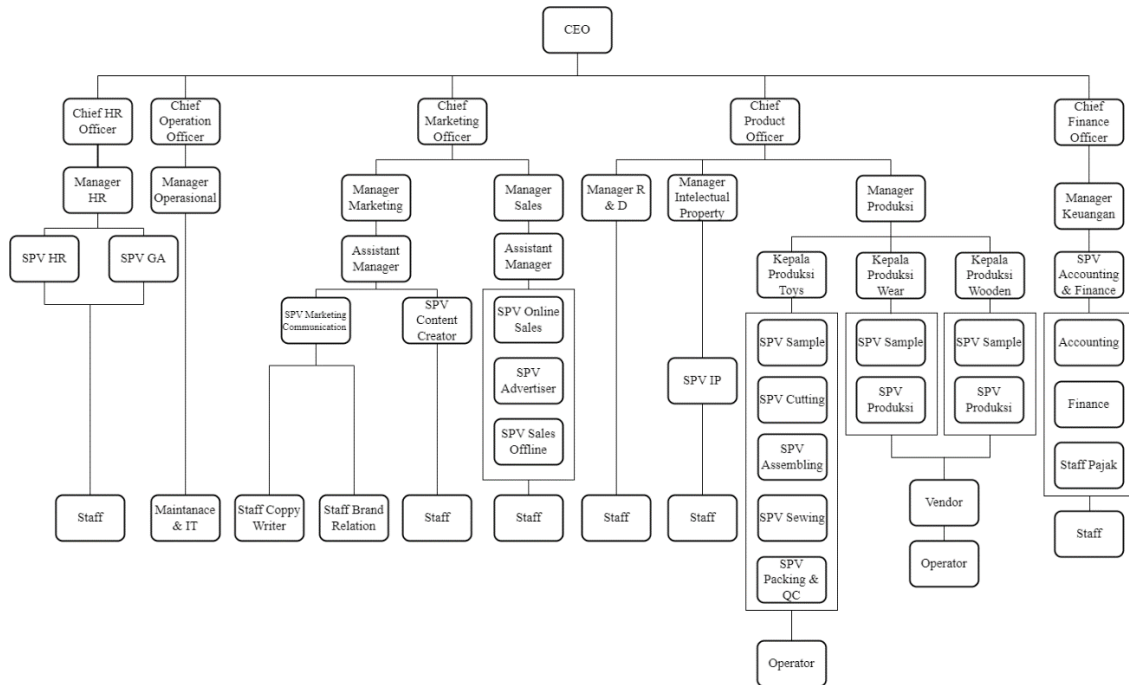 CEO
Chief HR
Officer
Chief
Operation
Officer
Chief
Marketing
Officer
Chief
Product
Officer
Chief
Finance
Officer
Manager
HR
Manager
Operasional
Manager
Marketing
Manager
Sales
Manager R
& D
Manager
Intelectual
Property
Manager
Produksi
Manager
Keuangan
SPV HR
SPV GA
Assistant
Manager
Assistant
Manager
Kepala
Produksi
Toys
Kepala
Produksi
Wear
Kepala
Produksi
Wooden
SPV
Accounting
& Finance
SPV Marketing
Communication
SPV
Content
Creator
SPV Online
Sales
SPV
Advertiser
SPV Sales
Offline
SPV IP
SPV Sample
SPV Cutting
SPV
Assembling
SPV Sewing
SPV
Packing &
QC
SPV Sample
SPV
Produksi
SPV Sample
SPV
Produksi
Accounting
Finance
Staff Pajak
Staff
Maintanace
& IT
Staff Coppy
Writer
Staff Brand
Relation
Staff
Staff
Staff
Staff
Vendor
Operator
Staff
Operator